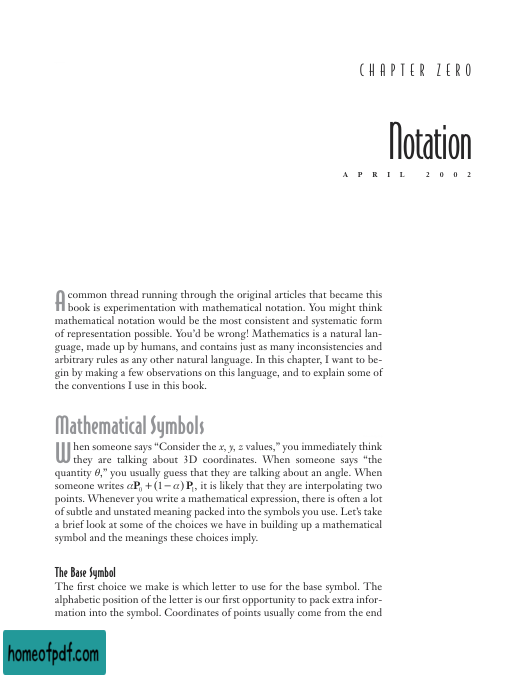 CHAPTER ZERO
Notation
APRIL 2002
A common thread running through the original articles that became this
book is experimentation with mathematical notation. You might think
mathematical notation would be the most consistent and systematic form
of representation possible. You’d be wrong! Mathematics is a natural lan-
guage, made up by humans, and contains just as many inconsistencies and
arbitrary rules as any other natural language. In this chapter, I want to be-
gin by making a few observations on this language, and to explain some of
the conventions I use in this book.
Mathematical Symbols
When someone says “Consider the x, y, z values,” you immediately think
they are talking about 3D coordinates. When someone says “the
quantity θ,” you usually guess that they are talking about an angle. When
someone writes αP₀ + (1 − α) P₁, it is likely that they are interpolating two
points. Whenever you write a mathematical expression, there is often a lot
of subtle and unstated meaning packed into the symbols you use. Let’s take
a brief look at some of the choices we have in building up a mathematical
symbol and the meanings these choices imply.
The Base Symbol
The first choice we make is which letter to use for the base symbol. The
alphabetic position of the letter is our first opportunity to pack extra infor-
mation into the symbol. Coordinates of points usually come from the end
homeofpdf.com